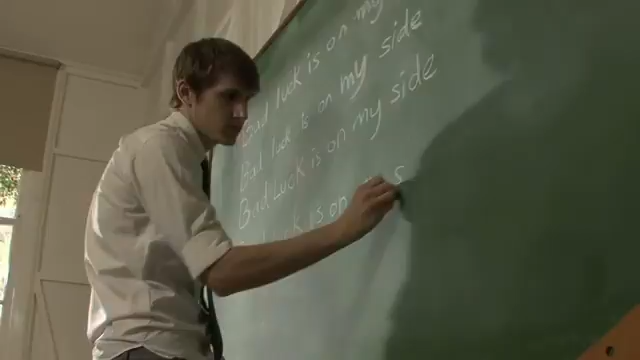 Bad luck is on my
Bad luck is on my side
Bad Luck is on my side
luck is on s